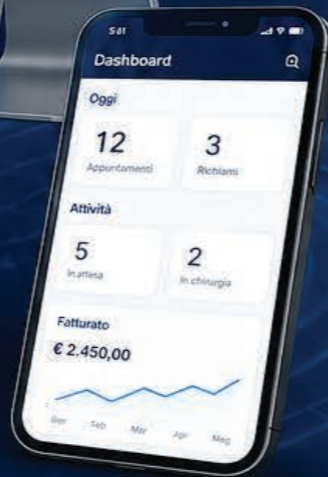 Dashboard
Oggi
12 3
Appuntamenti Richiami
Attività
5 2
In attesa In chirurgia
Fatturato
€ 2.450,00
Gen Feb Mar Apr Mag